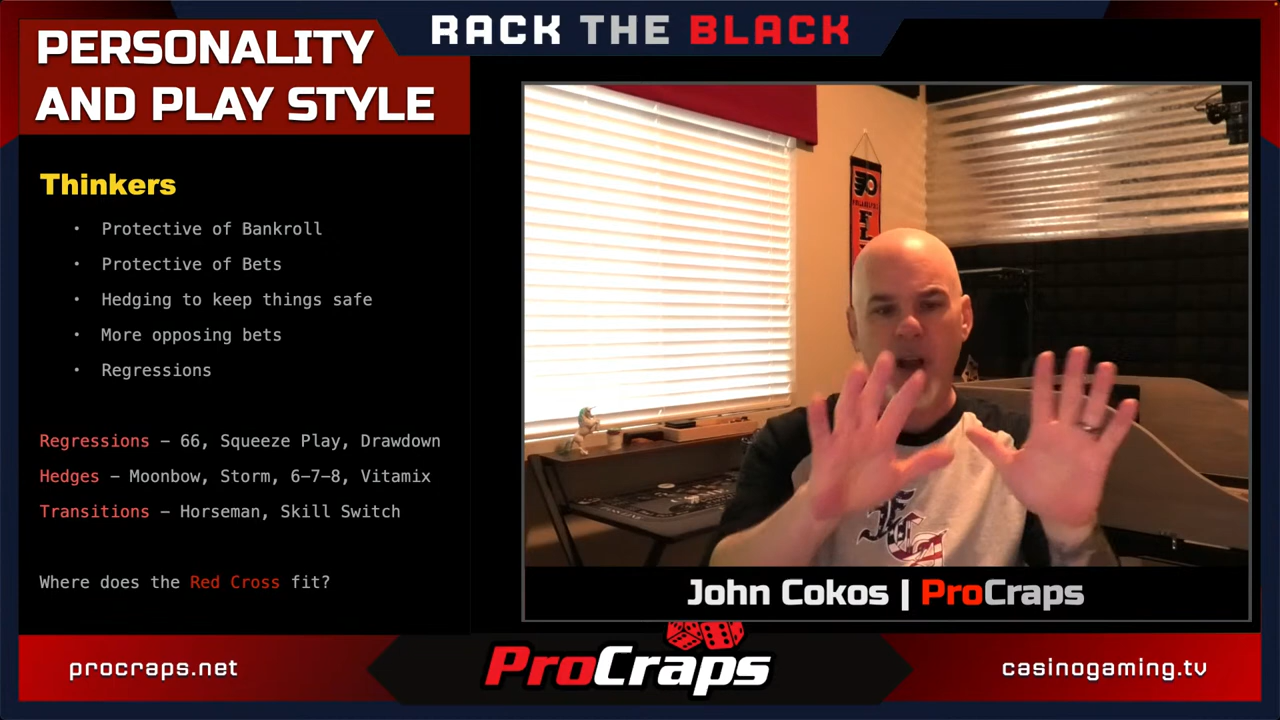 RACK THE BLACK
PERSONALITY
AND PLAY STYLE
Thinkers
• Protective of Bankroll
• Protective of Bets
• Hedging to keep things safe
• More opposing bets
• Regressions
Regressions – 66, Squeeze Play, Drawdown
Hedges – Moonbow, Storm, 6-7-8, Vitamix
Transitions – Horseman, Skill Switch
Where does the Red Cross fit?
John Cokos | ProCraps
procraps.net
ProCraps
casinogaming.tv